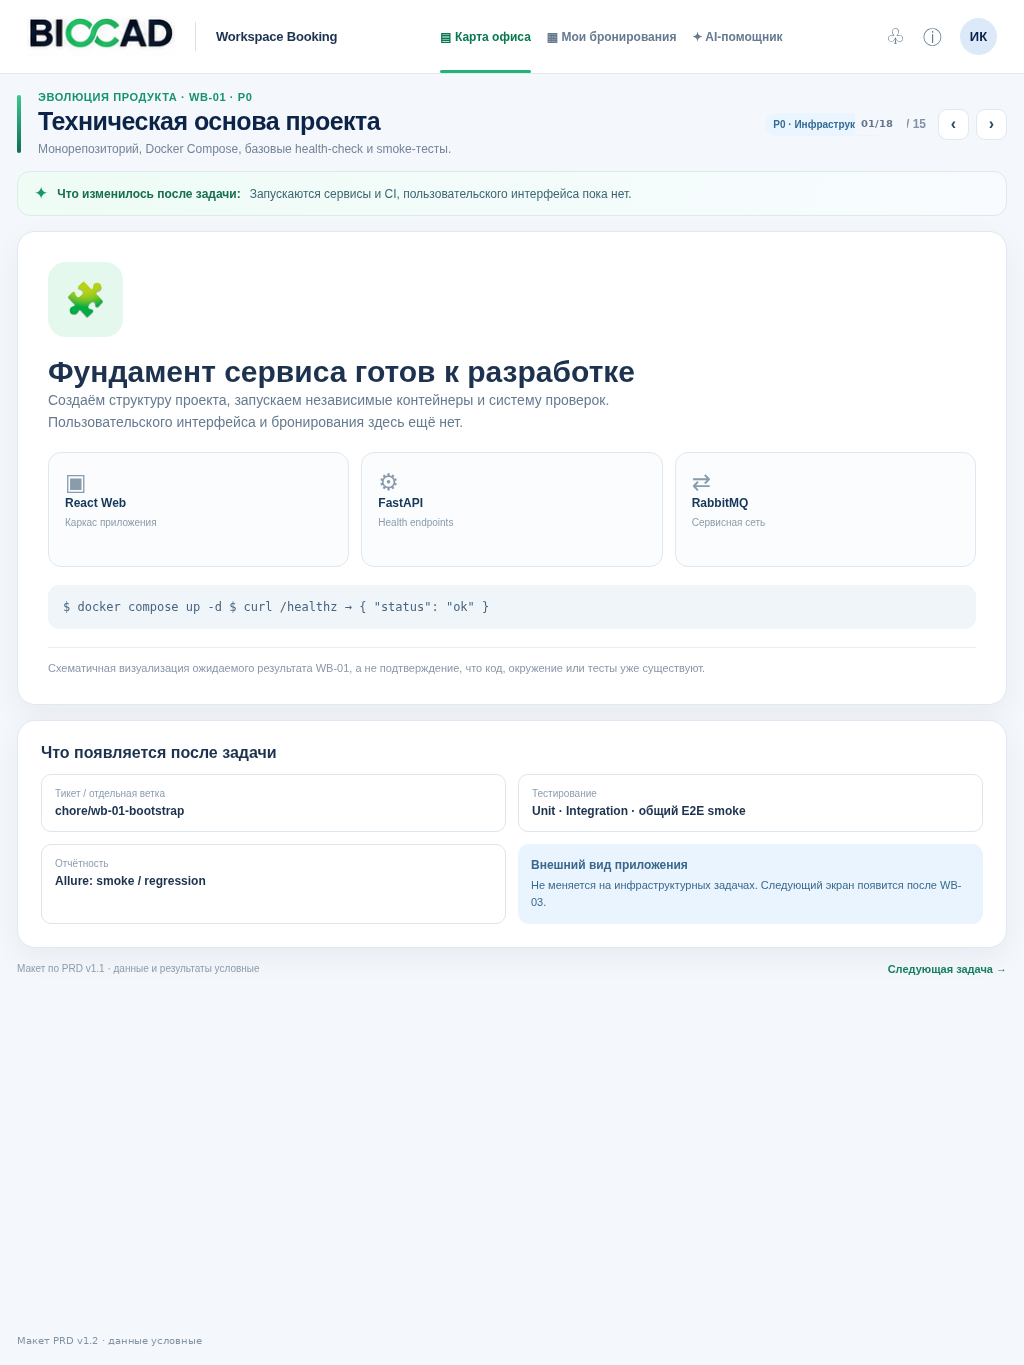 BIOCAD
Workspace Booking
Карта офиса
Мои бронирования
AI-помощник
ИК
ЭВОЛЮЦИЯ ПРОДУКТА · WB-01 · P0
Техническая основа проекта
Монорепозиторий, Docker Compose, базовые health-check и smoke-тесты.
P0 · Инфраструк 01/18 / 15
‹ ›
Что изменилось после задачи: Запускаются сервисы и CI, пользовательского интерфейса пока нет.
Фундамент сервиса готов к разработке
Создаём структуру проекта, запускаем независимые контейнеры и систему проверок.
Пользовательского интерфейса и бронирования здесь ещё нет.
React Web
Каркас приложения
FastAPI
Health endpoints
RabbitMQ
Сервисная сеть
$ docker compose up -d $ curl /healthz → { "status": "ok" }
Схематичная визуализация ожидаемого результата WB-01, а не подтверждение, что код, окружение или тесты уже существуют.
Что появляется после задачи
Тикет / отдельная ветка
chore/wb-01-bootstrap
Тестирование
Unit · Integration · общий E2E smoke
Отчётность
Allure: smoke / regression
Внешний вид приложения
Не меняется на инфраструктурных задачах. Следующий экран появится после WB-
03.
Макет по PRD v1.1 · данные и результаты условные
Следующая задача →
Макет PRD v1.2 · данные условные